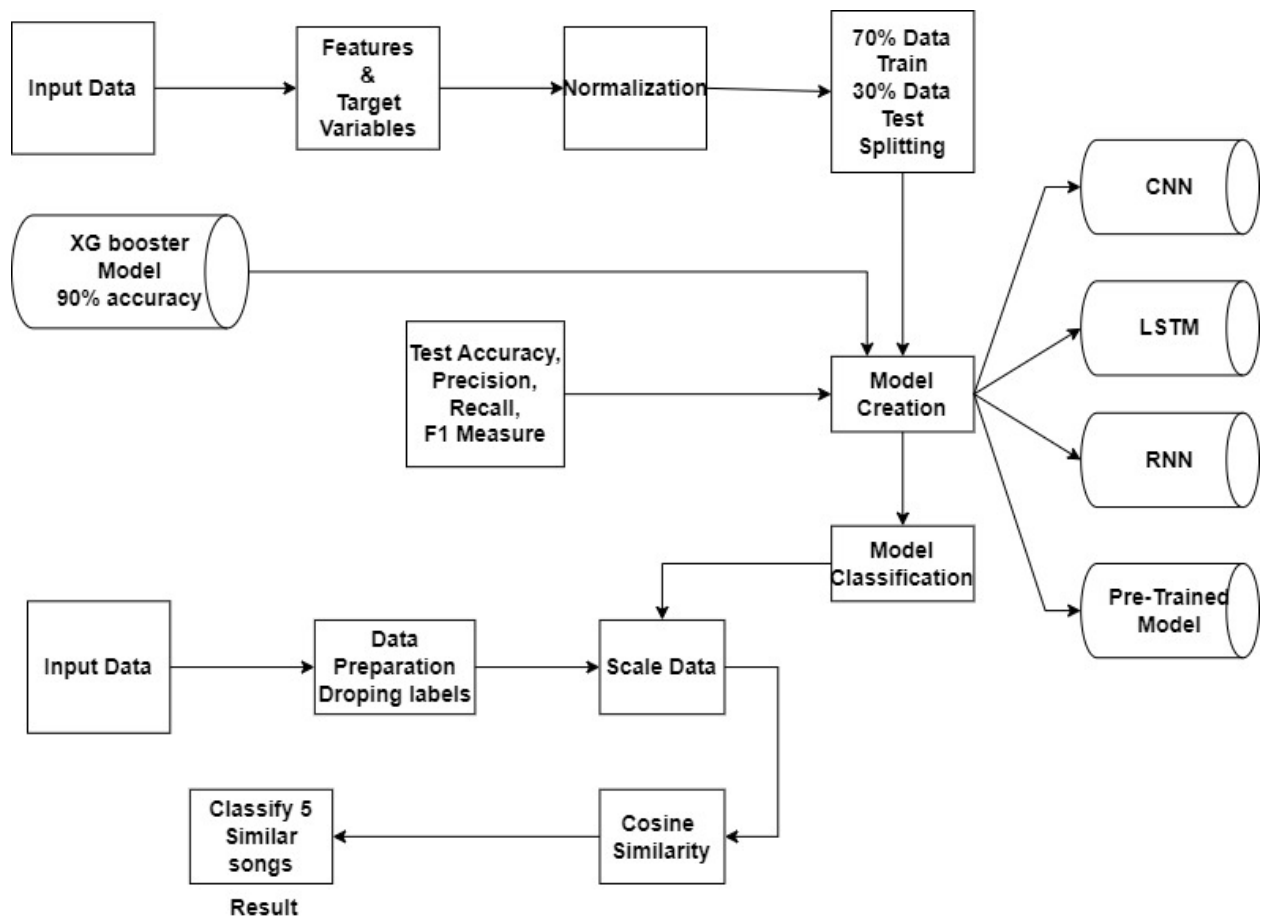 Input Data
Features
&
Target
Variables
Normalization
70% Data
Train
30% Data
Test
Splitting
CNN
XG booster
Model
90% accuracy
LSTM
Test Accuracy,
Precision,
Recall,
F1 Measure
Model
Creation
RNN
Model
Classification
Pre-Trained
Model
Input Data
Data
Preparation
Droping labels
Scale Data
Classify 5
Similar
songs
Cosine
Similarity
Result